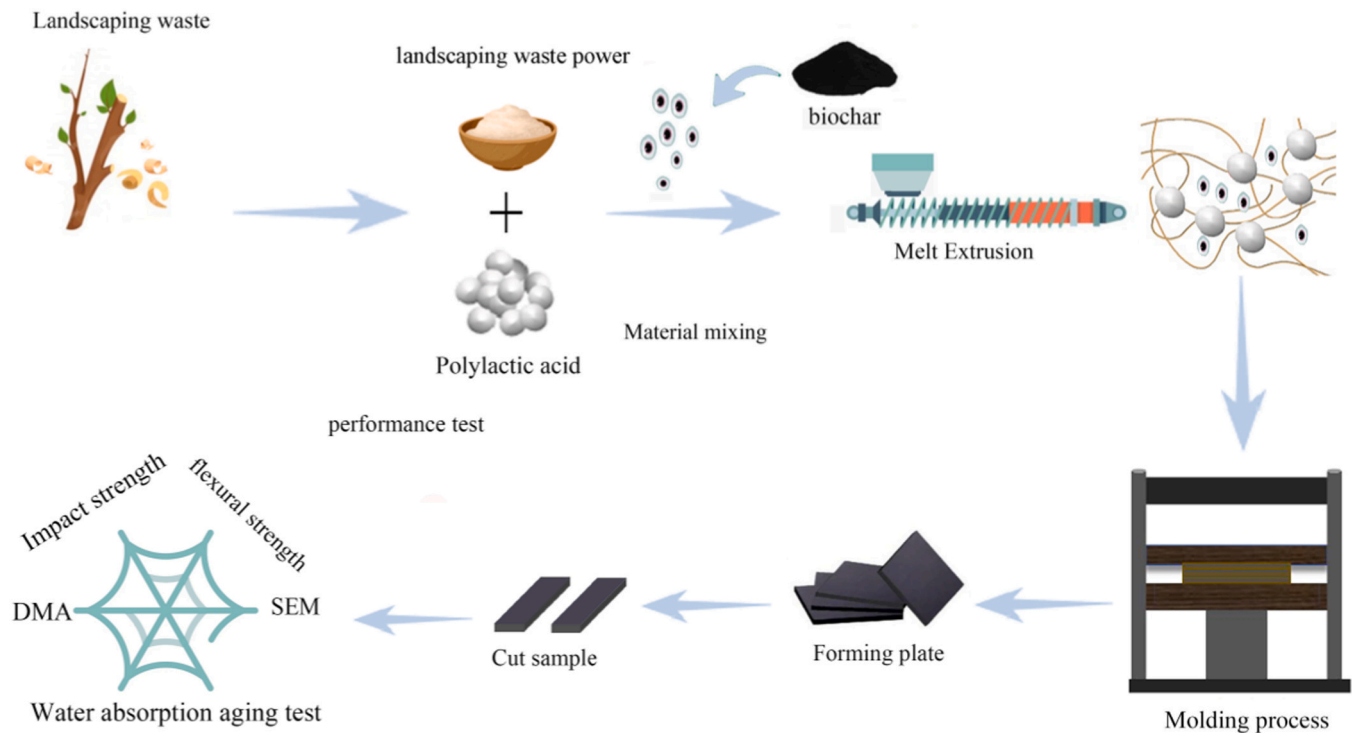 Landscaping waste
landscaping waste power
biochar
Melt Extrusion
Material mixing
Polylactic acid
performance test
Impact strength
flexural strength
DMA
SEM
Water absorption aging test
Cut sample
Forming plate
Molding process